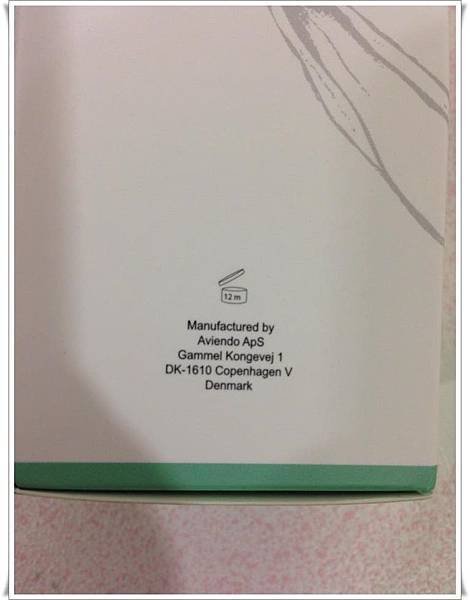 12 m
Manufactured by
Aviendo ApS
Gammel Kongevej 1
DK-1610 Copenhagen V
Denmark